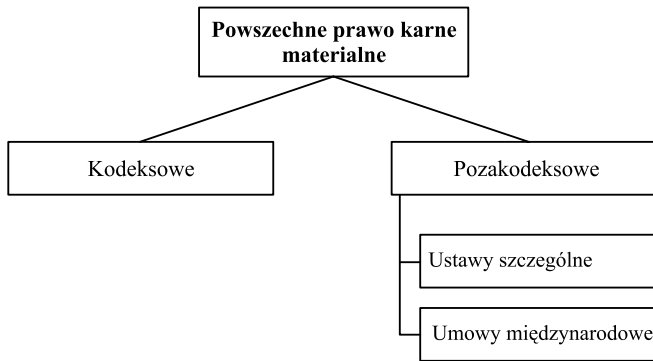 Powszechne prawo karne
materialne
Kodeksowe
Pozakodeksowe
Ustawy szczególne
Umowy międzynarodowe